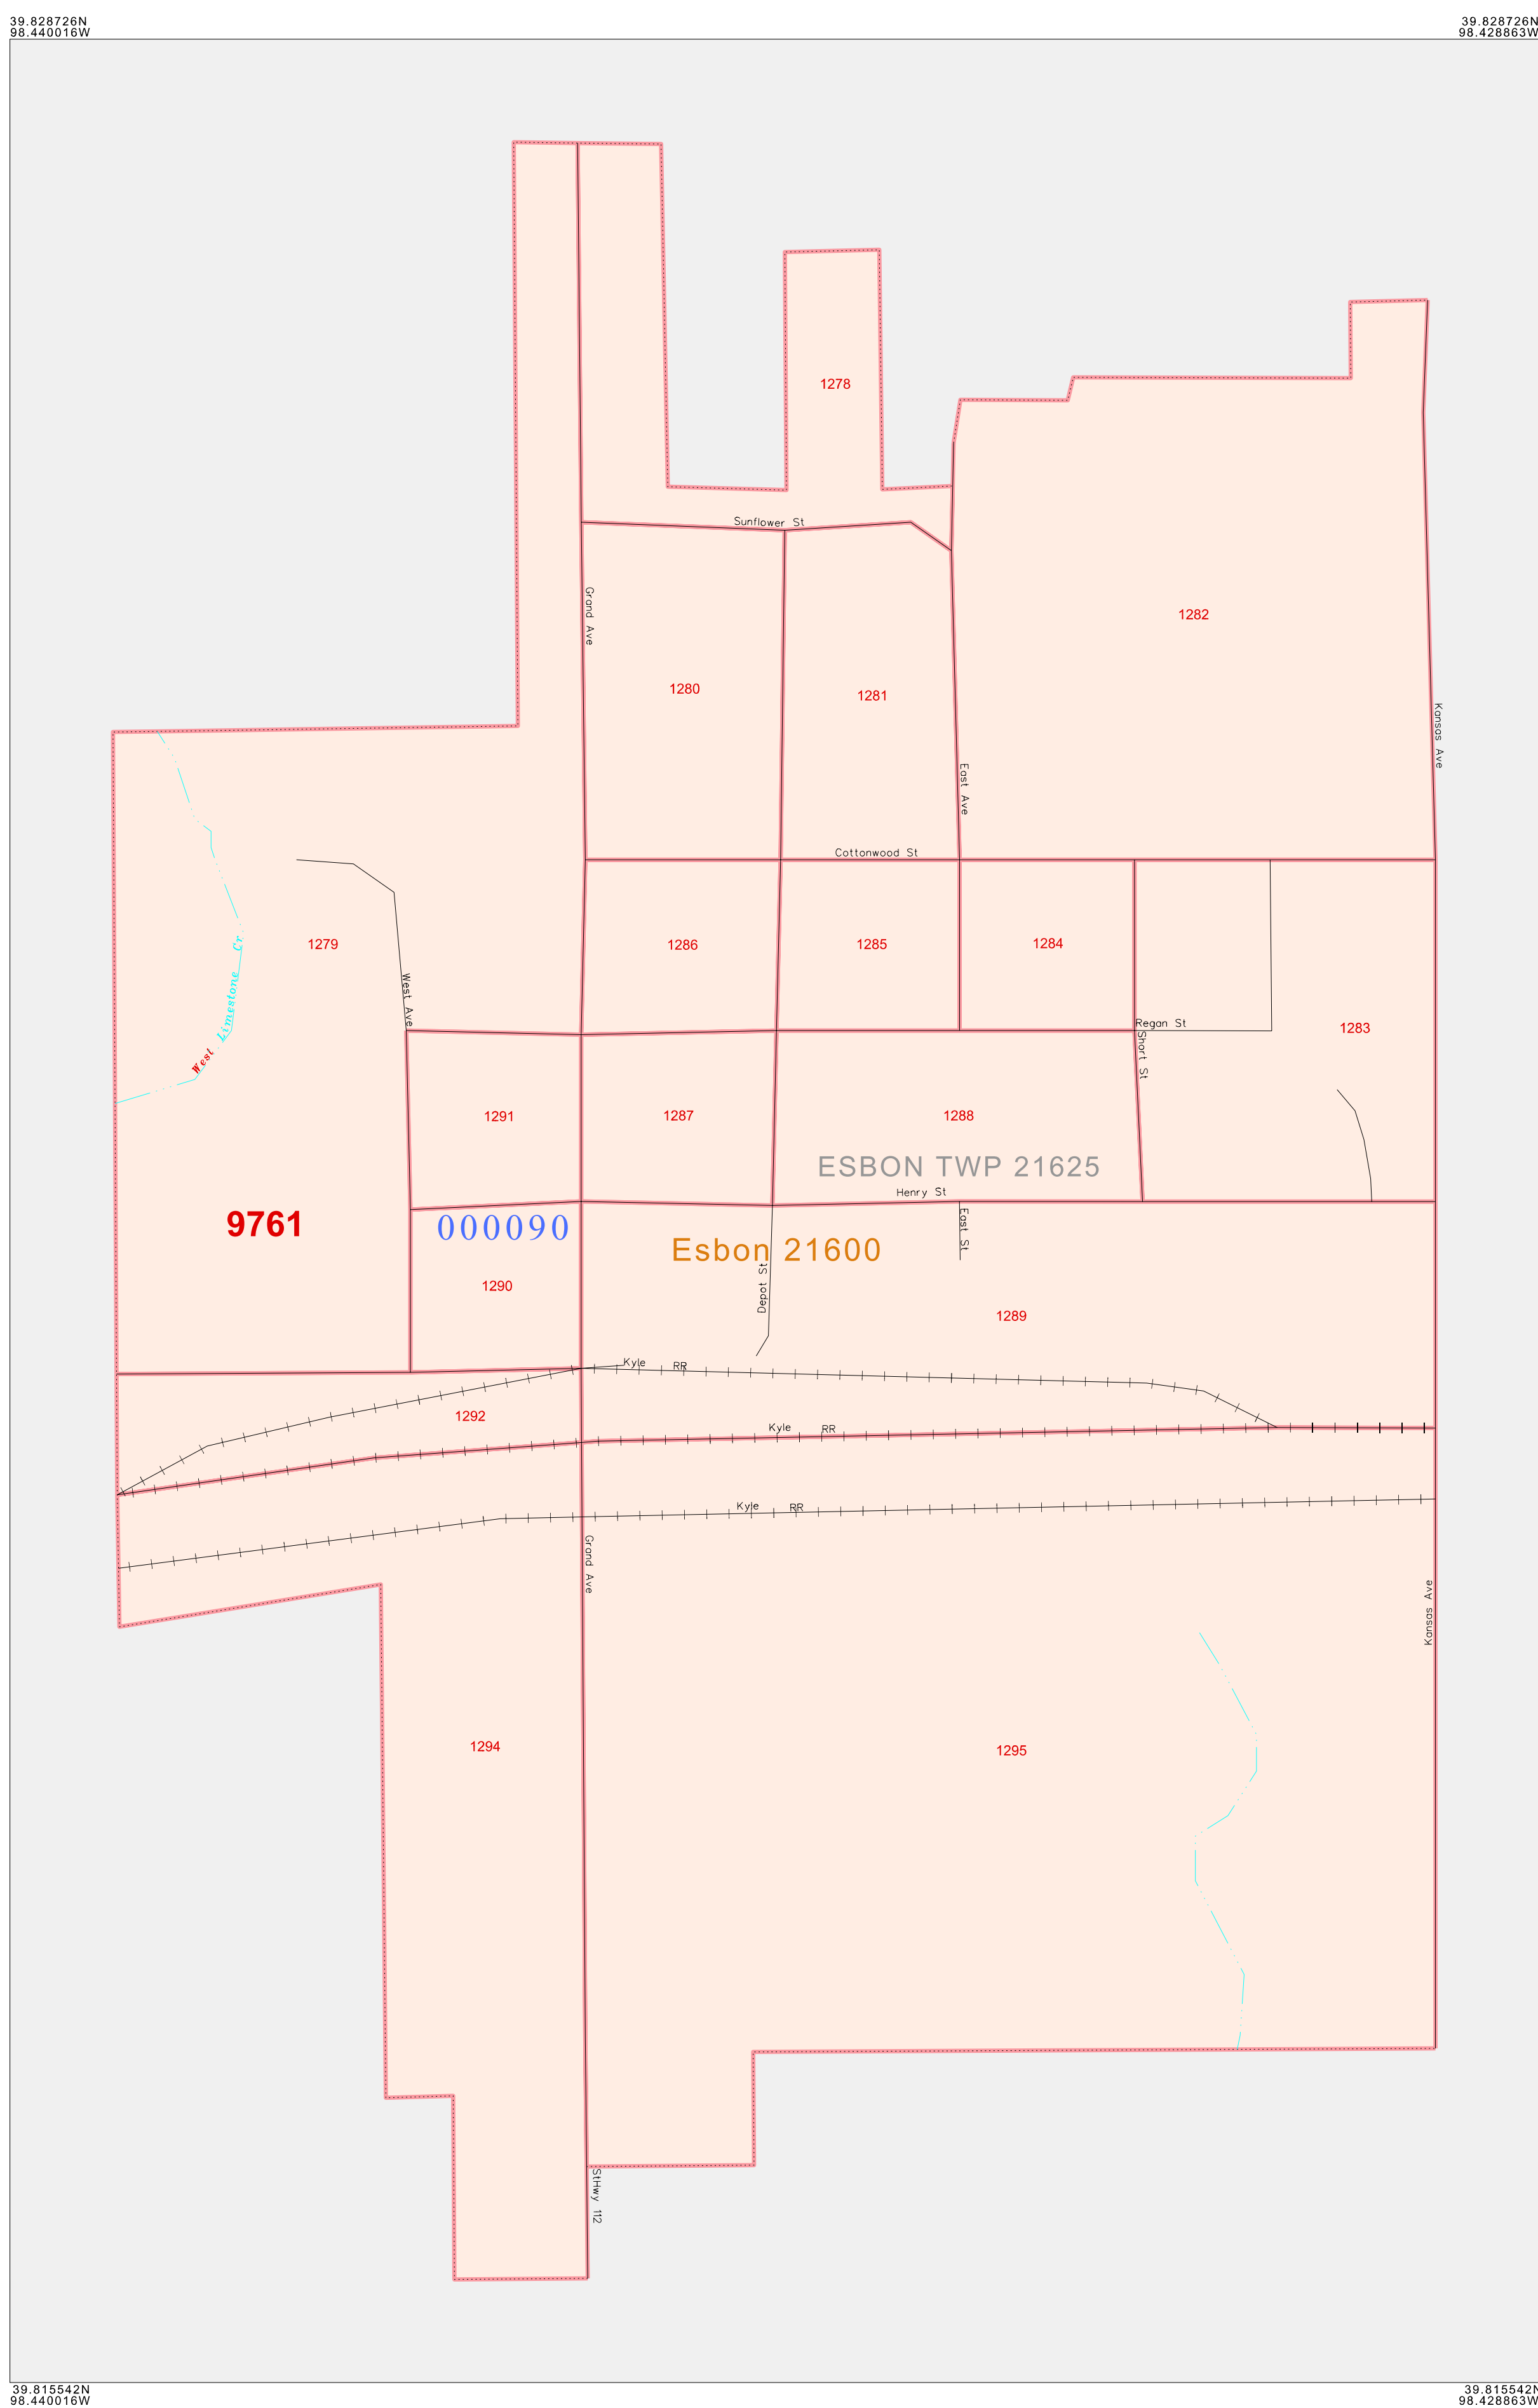 39.828726N
98.440016W
39.828726N
98.428863W
1278
Sunflower St
Grand Ave
1282
1280
1281
Kansas Ave
East Ave
Cottonwood St
1279
1286
1285
1284
West Ave
West Limestone Cr
Regan St
1283
Short St
1291
1287
1288
ESBON TWP 21625
Henry St
9761
000090
East St
Esbon 21600
Depot St
1290
1289
Kyle RR
1292
Kyle RR
Kyle RR
Grand Ave
Kansas Ave
1294
1295
StHwy 112
39.815542N
98.440016W
39.815542N
98.428863W